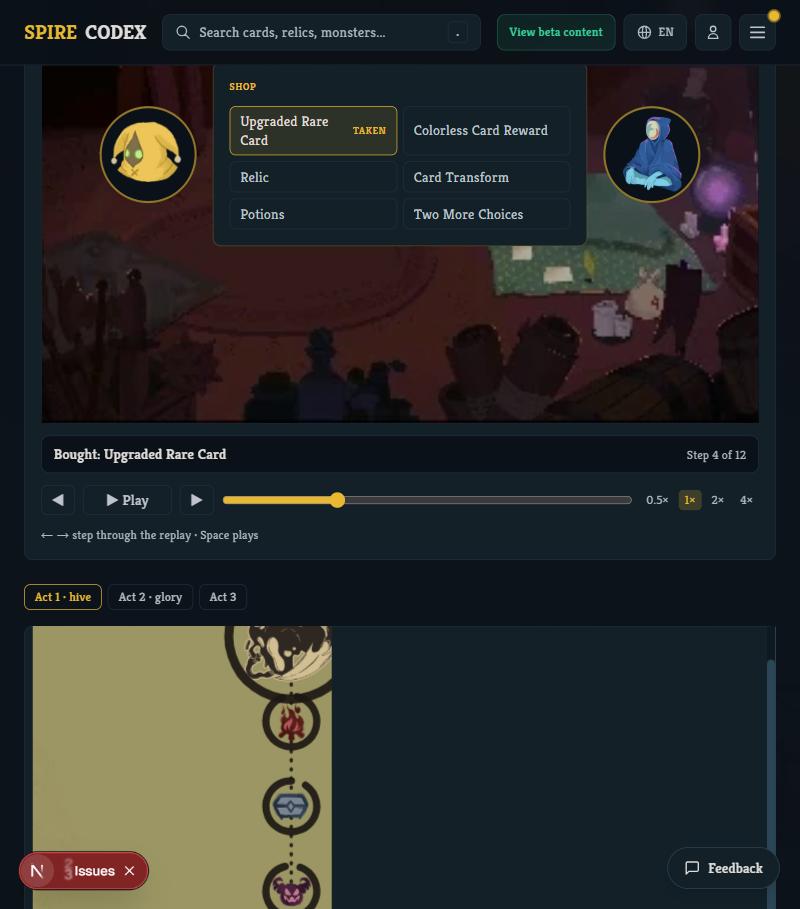 SPIRE CODEX
Search cards, relics, monsters...
.
View beta content
EN
SHOP
Upgraded Rare
Card
TAKEN
Colorless Card Reward
Relic
Card Transform
Potions
Two More Choices
Bought: Upgraded Rare Card
Step 4 of 12
Play
0.5×
1×
2×
4×
← → step through the replay · Space plays
Act 1 · hive
Act 2 · glory
Act 3
N
Issues
Feedback